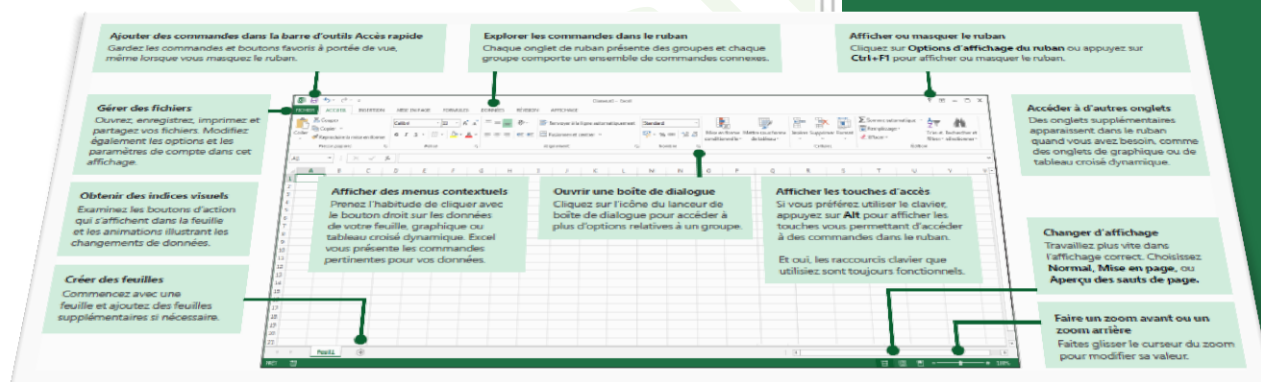 Ajouter des commandes dans la barre d'outils Accès rapide
Gardez les commandes et boutons favoris à portée de vue,
même lorsque vous masquez le ruban.
Explorer les commandes dans le ruban
Chaque onglet de ruban présente des groupes et chaque
groupe comporte un ensemble de commandes connexes.
Afficher ou masquer le ruban
Cliquez sur Options d'affichage du ruban ou appuyez sur
Ctrl+F1 pour afficher ou masquer le ruban.
Gérer des fichiers
Ouvrez, enregistrez, imprimez et
partagez vos fichiers. Modifiez
également les options et les
paramètres de compte dans cet
affichage.
Accéder à d'autres onglets
Des onglets supplémentaires
apparaissent dans le ruban
quand vous avez besoin, comme
des onglets de graphique ou de
tableau croisé dynamique.
FICHIER ACCUEIL INSERTION MISE EN PAGE FORMULES DONNÉES RÉVISION AFFICHAGE
Obtenir des indices visuels
Examinez les boutons d'action
qui s'affichent dans la feuille
et les animations illustrant les
changements de données.
Afficher des menus contextuels
Prenez l'habitude de cliquer avec
le bouton droit sur les données
de votre feuille, graphique ou
tableau croisé dynamique. Excel
vous présente les commandes
pertinentes pour vos données.
Ouvrir une boîte de dialogue
Cliquez sur l'icône du lanceur de
boîte de dialogue pour accéder à
plus d'options relatives à un groupe.
Afficher les touches d'accès
Si vous préférez utiliser le clavier,
appuyez sur Alt pour afficher les
touches vous permettant d'accéder
à des commandes dans le ruban.
Et oui, les raccourcis clavier que
utilisiez sont toujours fonctionnels.
Changer d'affichage
Travaillez plus vite dans
l'affichage correct. Choisissez
Normal, Mise en page, ou
Aperçu des sauts de page.
Créer des feuilles
Commencez avec une
feuille et ajoutez des feuilles
supplémentaires si nécessaire.
Faire un zoom avant ou un
zoom arrière
Faites glisser le curseur du zoom
pour modifier sa valeur.
Feuil1
100%